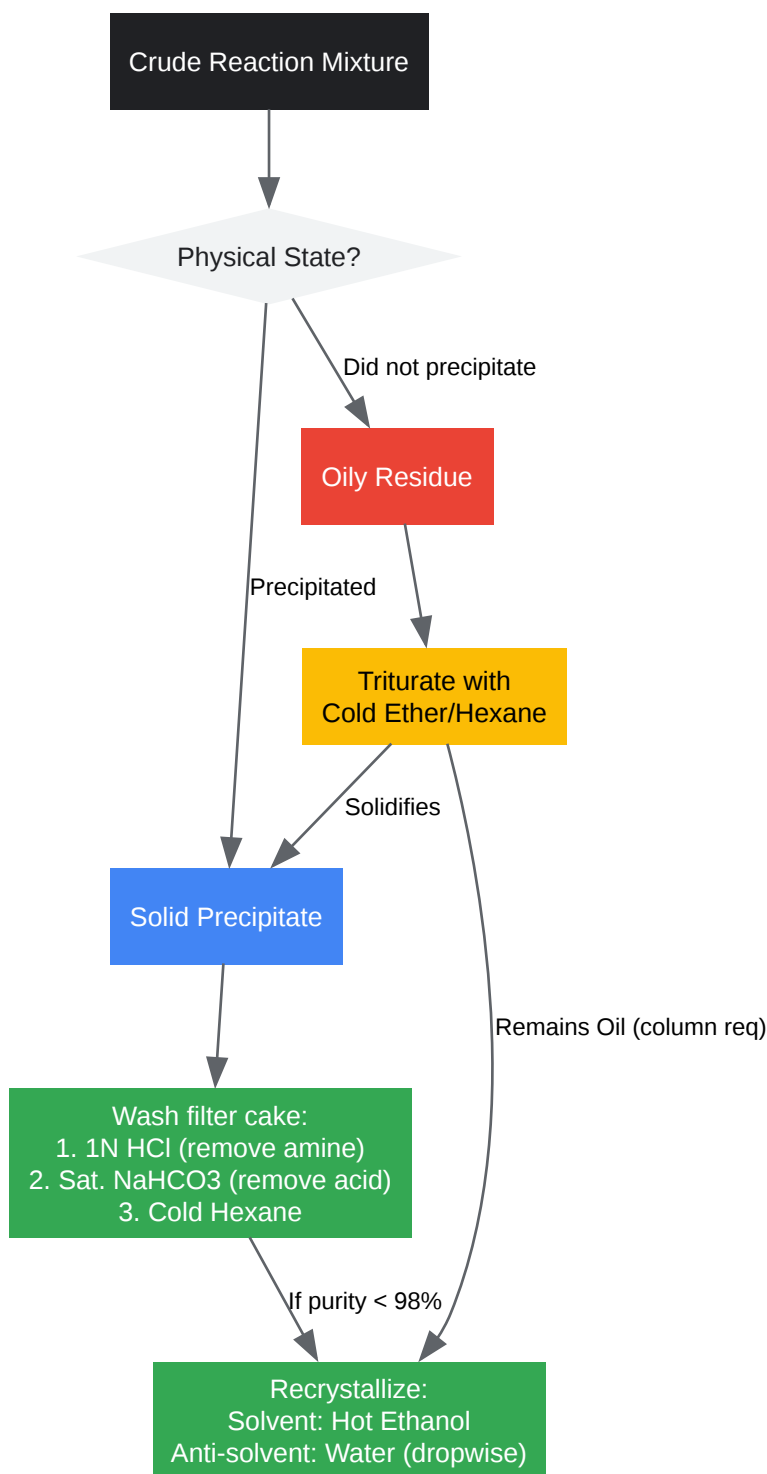 Crude Reaction Mixture
Physical State?
Did not precipitate
Oily Residue
Precipitated
Triturate with
Cold Ether/Hexane
Solidifies
Solid Precipitate
Remains Oil (column req)
Wash filter cake:
1. 1N HCl (remove amine)
2. Sat. NaHCO3 (remove acid)
3. Cold Hexane
If purity < 98%
Recrystallize:
Solvent: Hot Ethanol
Anti-solvent: Water (dropwise)